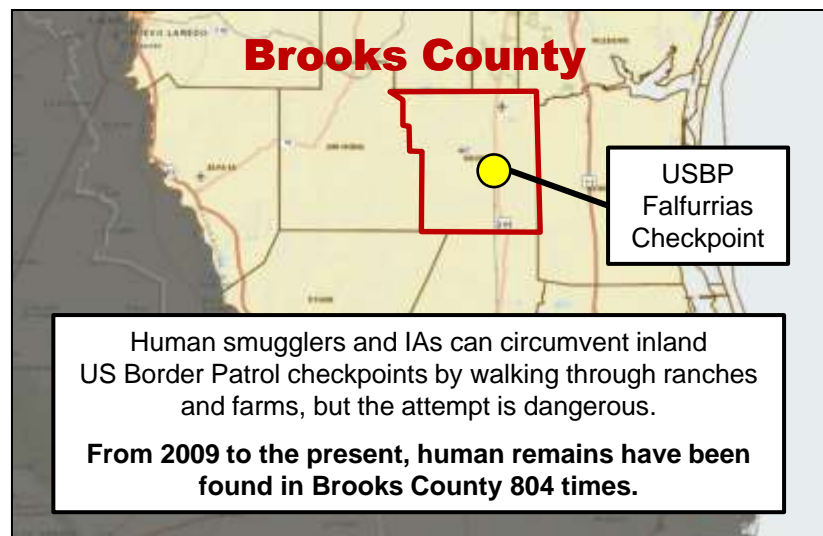 Brooks County
USBP
Falfurrias
Checkpoint
Human smugglers and IAs can circumvent inland
US Border Patrol checkpoints by walking through ranches
and farms, but the attempt is dangerous.
From 2009 to the present, human remains have been
found in Brooks County 804 times.